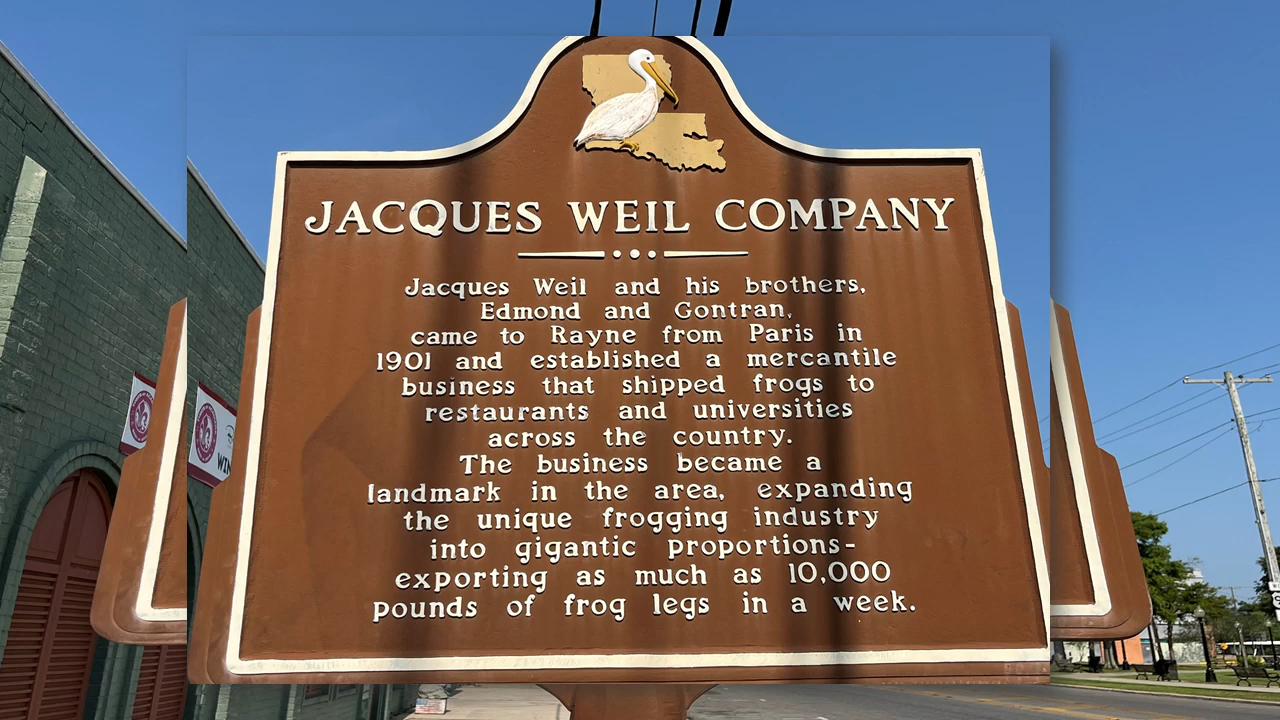 JACQUES WEIL COMPANY
Jacques Weil and his brothers,
Edmond and Gontran,
came to Rayne from Paris in
1901 and established a mercantile
business that shipped frogs to
restaurants and universities
across the country.
The business became a
landmark in the area, expanding
the unique frogging industry
into gigantic proportions-
exporting as much as 10,000
pounds of frog legs in a week.